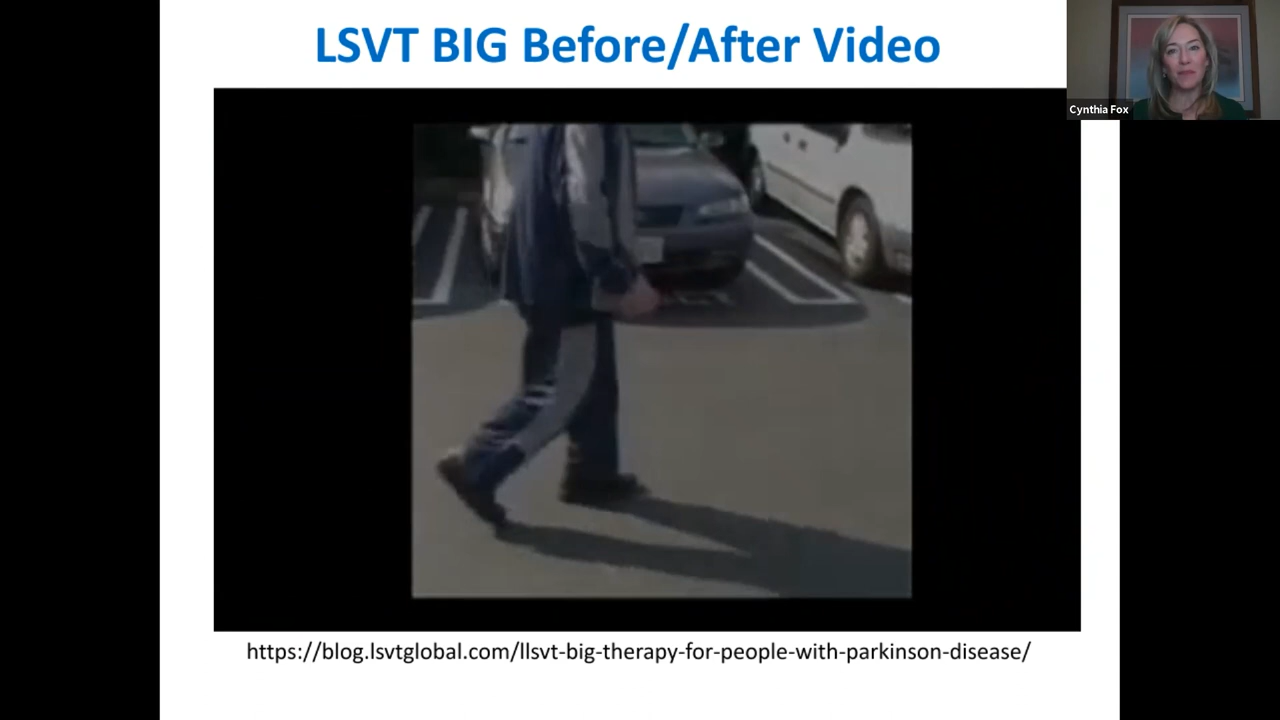 LSVT BIG Before/After Video
Cynthia Fox
https://blog.lsvtglobal.com/llsvt-big-therapy-for-people-with-parkinson-disease/